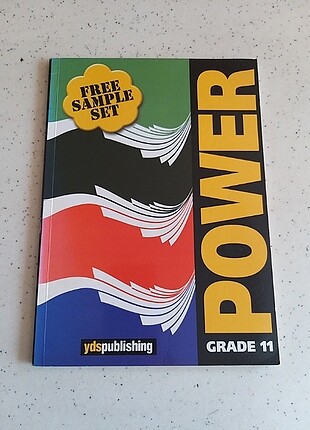 FREE
SAMPLE
SET
POWER
GRADE 11
ydspublishing